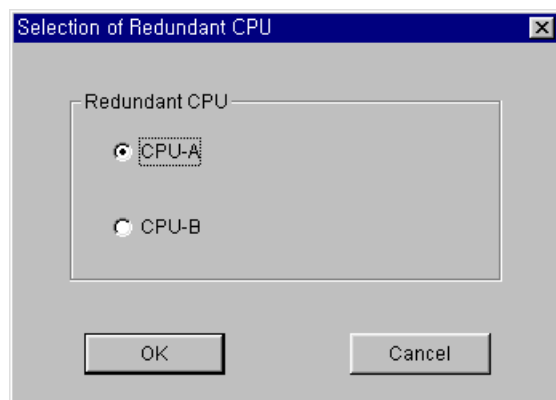 Selection of Redundant CPU
Redundant CPU
CPU-A
CPU-B
OK
Cancel